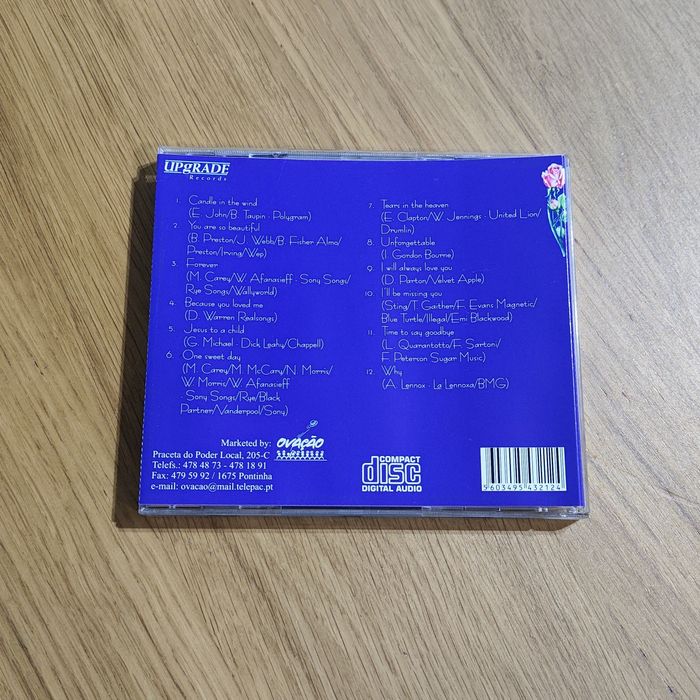 UPgRADE
Records
1. Candle in the wind
(E. John/B. Taupin - Polygram)
2. You are so beautiful
(B. Preston/J. Webb/B. Fisher Almo/
Preston/Irving/Wep)
3. Forever
(M. Carey/W. Afanasieff - Sony Songs/
Rye Songs/Wallyworld)
4. Because you loved me
(D. Warren Realsongs)
5. Jesus to a child
(G. Michael - Dick Leahy/Chappell)
6. One sweet day
(M. Carey/M. McCary/N. Morris/
W. Morris/W. Afanasieff
- Sony Songs/Rye/Black
Partner/Vanderpool/Sony)
7. Tears in the heaven
(E. Clapton/W. Jennings - United Lion/
Drumlin)
8. Unforgettable
(I. Gordon Bourne)
9. I will always love you
(D. Parton/Velvet Apple)
10. I'll be missing you
(Sting/T. Gaither/F. Evans Magnetic/
Blue Turtle/Illegal/Emi Blackwood)
11. Time to say goodbye
(L. Quarantotto/F. Sartori/
F. Peterson Sugar Music)
12. Why
(A. Lennox - La Lennoxa/BMG)
Marketed by: OVAÇÃO
Praceta do Poder Local, 205-C
Telefs.: 478 48 73 - 478 18 91
Fax: 479 59 92 / 1675 Pontinha
e-mail: ovacao@mail.telepac.pt
COMPACT
disc
DIGITAL AUDIO
5 603495 432124